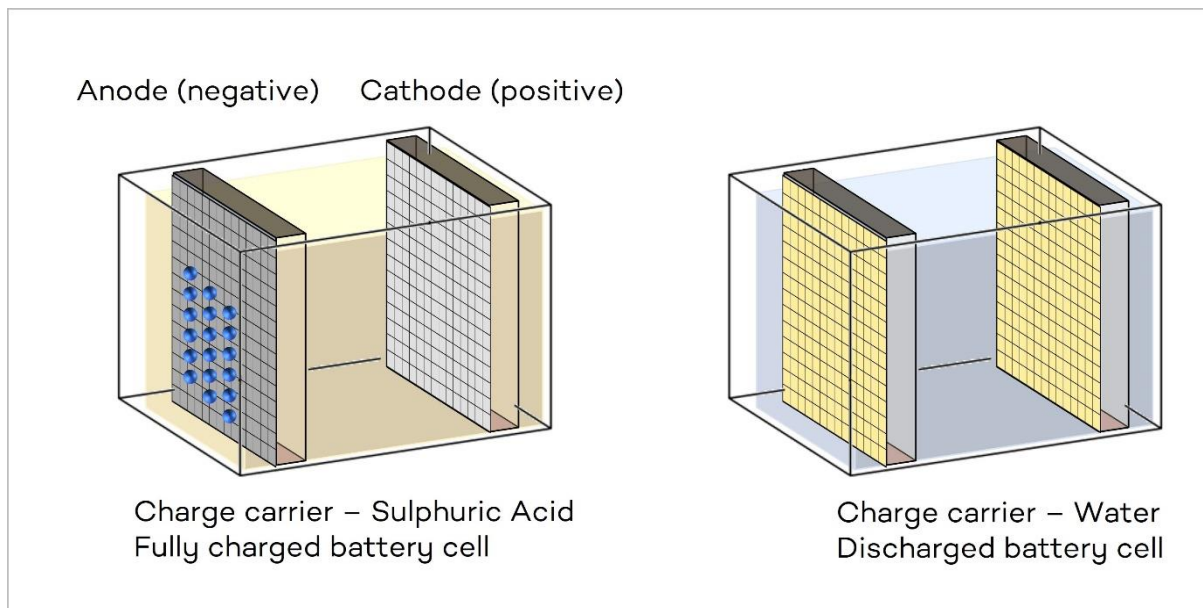 Anode (negative)
Cathode (positive)
Charge carrier – Sulphuric Acid
Fully charged battery cell
Charge carrier – Water
Discharged battery cell